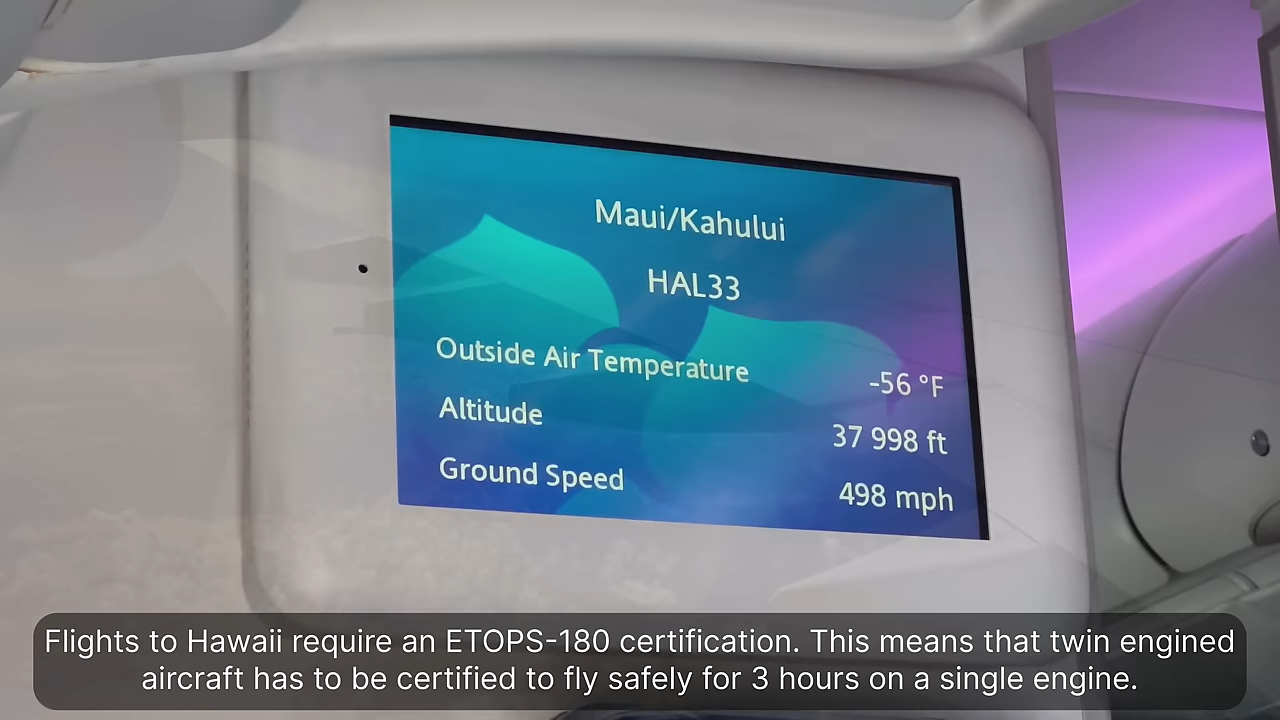 Maui/Kahului
HAL33
Outside Air Temperature -56 °F
Altitude 37 998 ft
Ground Speed 498 mph
Flights to Hawaii require an ETOPS-180 certification. This means that twin engined
aircraft has to be certified to fly safely for 3 hours on a single engine.